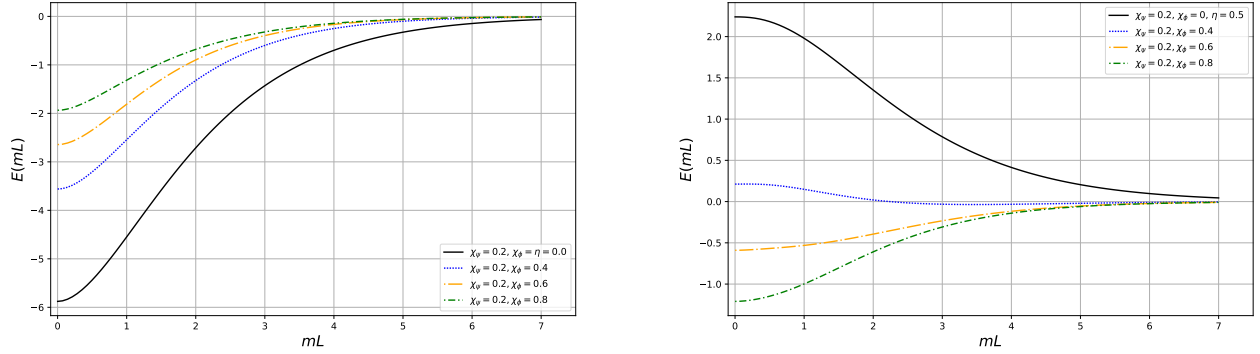 E(mL)
0
−1
−2
−3
−4
−5
−6
χψ = 0.2, χϕ = η = 0.0
χψ = 0.2, χϕ = 0.4
χψ = 0.2, χϕ = 0.6
χψ = 0.2, χϕ = 0.8
0 1 2 3 4 5 6 7
mL
E(mL)
2.0
1.5
1.0
0.5
0.0
−0.5
−1.0
χψ = 0.2, χϕ = 0, η = 0.5
χψ = 0.2, χϕ = 0.4
χψ = 0.2, χϕ = 0.6
χψ = 0.2, χϕ = 0.8
0 1 2 3 4 5 6 7
mL